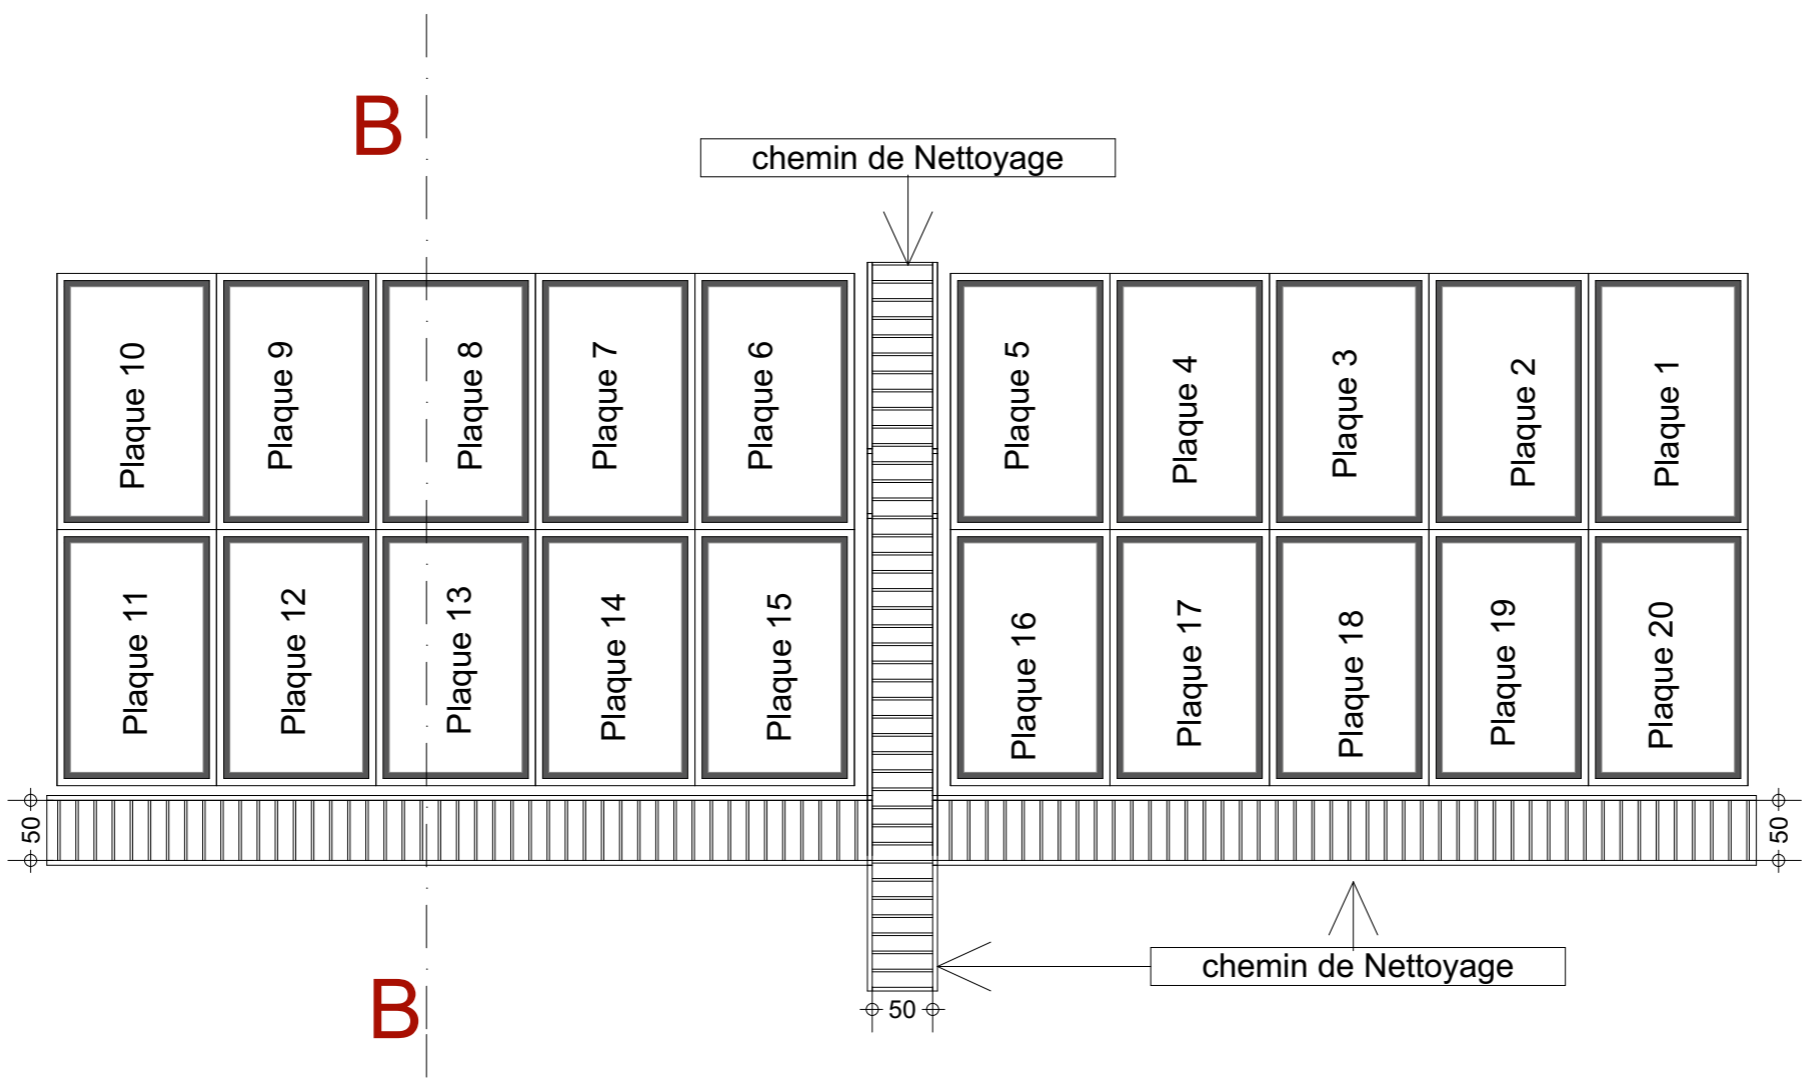 B
chemin de Nettoyage
Plaque 10
Plaque 9
Plaque 8
Plaque 7
Plaque 6
Plaque 5
Plaque 4
Plaque 3
Plaque 2
Plaque 1
Plaque 11
Plaque 12
Plaque 13
Plaque 14
Plaque 15
Plaque 16
Plaque 17
Plaque 18
Plaque 19
Plaque 20
50
50
chemin de Nettoyage
B
50